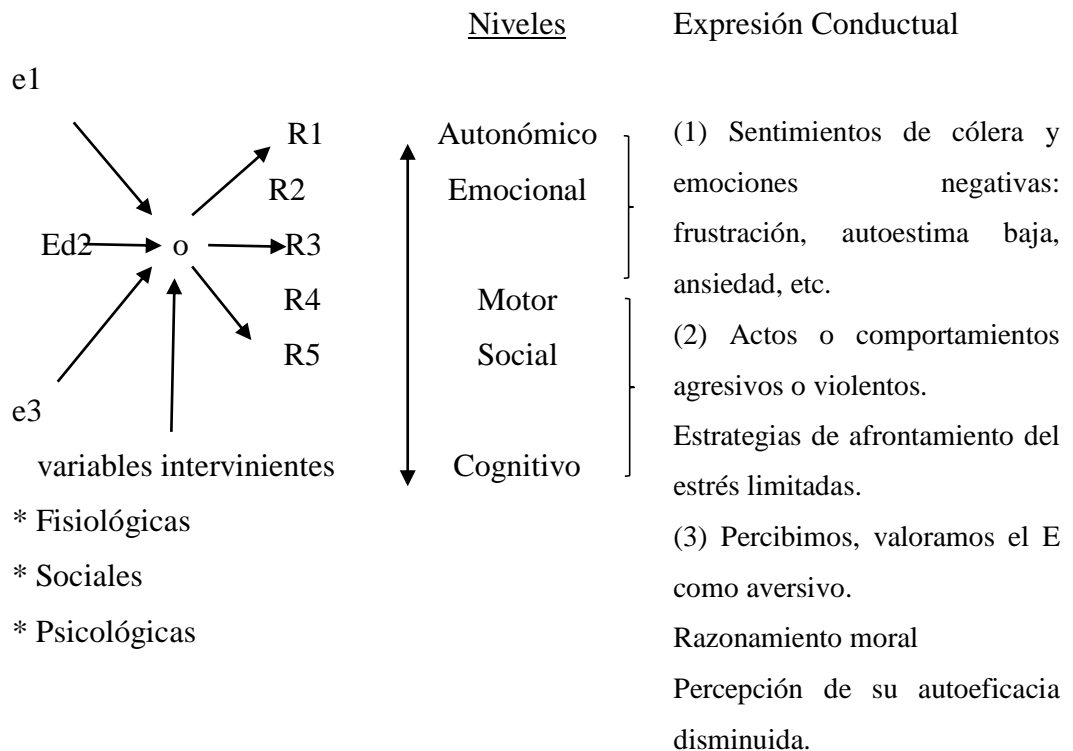 Niveles Expresión Conductual
e1
R1 Autonómico (1) Sentimientos de cólera y
R2 Emocional emociones negativas:
Ed2 o R3 frustración, autoestima baja,
R4 Motor ansiedad, etc.
R5 Social (2) Actos o comportamientos
agresivos o violentos.
e3
Estrategias de afrontamiento del
variables intervinientes Cognitivo estrés limitadas.
* Fisiológicas
(3) Percibimos, valoramos el E
* Sociales como aversivo.
* Psicológicas Razonamiento moral
Percepción de su autoeficacia
disminuida.